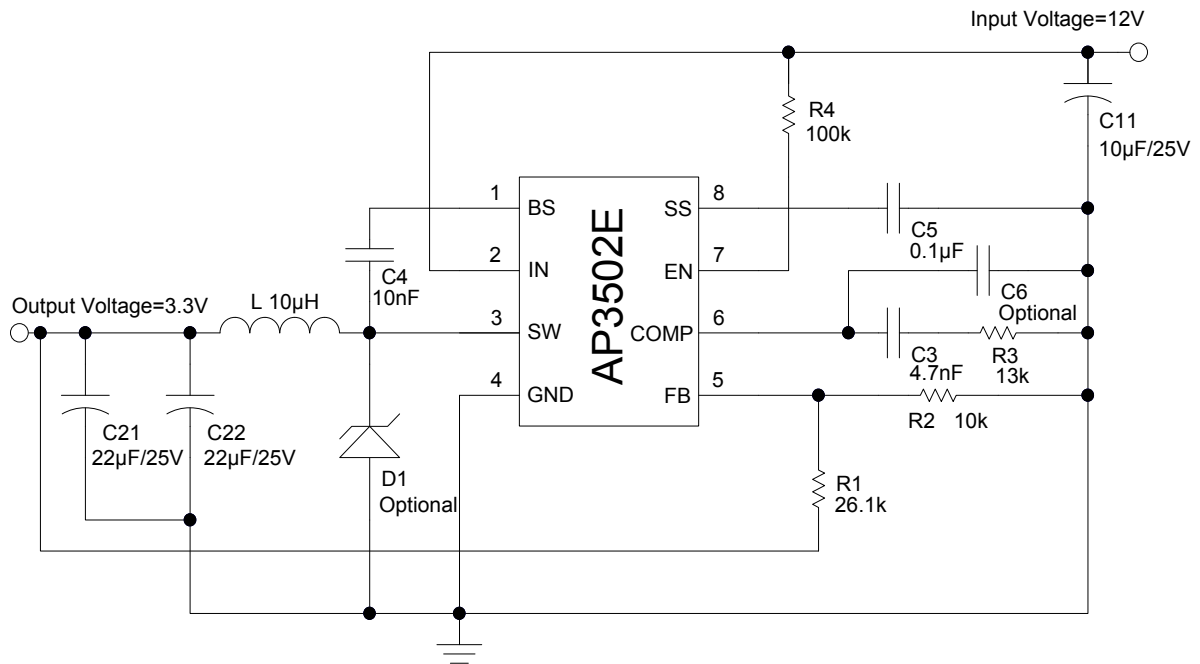 Input Voltage=12V
R4
100k
C11
10µF/25V
1
BS
SS
8
C5
0.1µF
2
IN
EN
7
C4
10nF
C6
Optional
Output Voltage=3.3V
L 10µH
3
SW
COMP
6
C3
4.7nF
R3
13k
4
GND
FB
5
R2 10k
AP3502E
C21
22µF/25V
C22
22µF/25V
D1
Optional
R1
26.1k